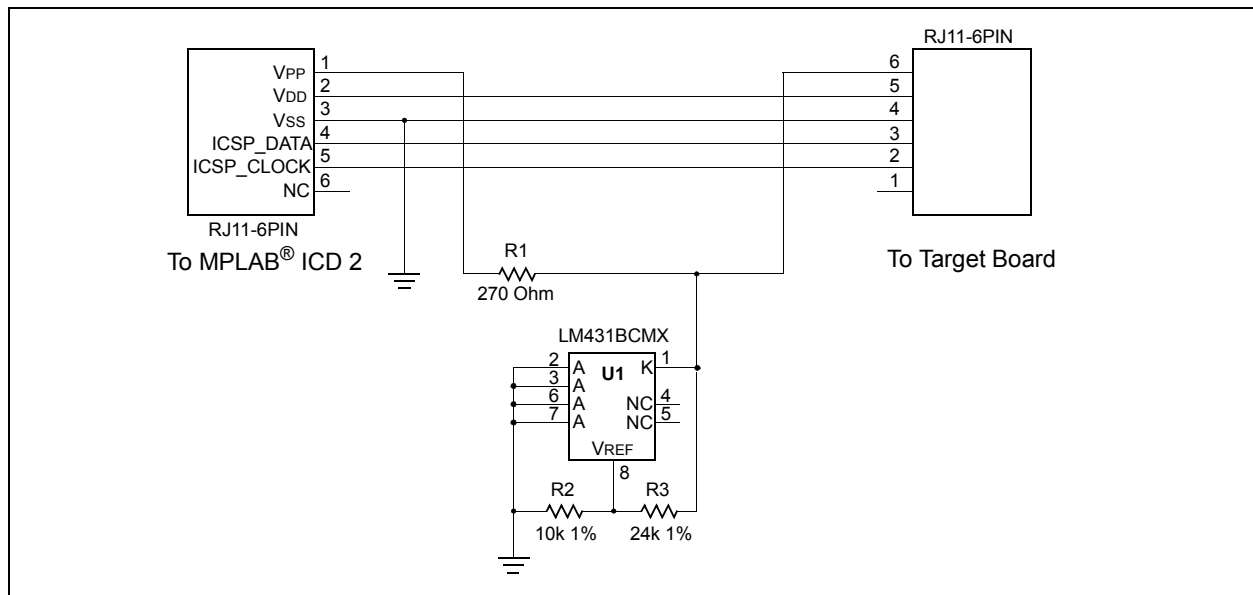 RJ11-6PIN
VPP 1
VDD 2
VSS 3
ICSP_DATA 4
ICSP_CLOCK 5
NC 6
RJ11-6PIN
To MPLAB® ICD 2
6
5
4
3
2
1
To Target Board
R1
270 Ohm
LM431BCMX
2 A
3 A
6 A
7 A
U1
K 1
NC 4
NC 5
VREF
8
R2
10k 1%
R3
24k 1%